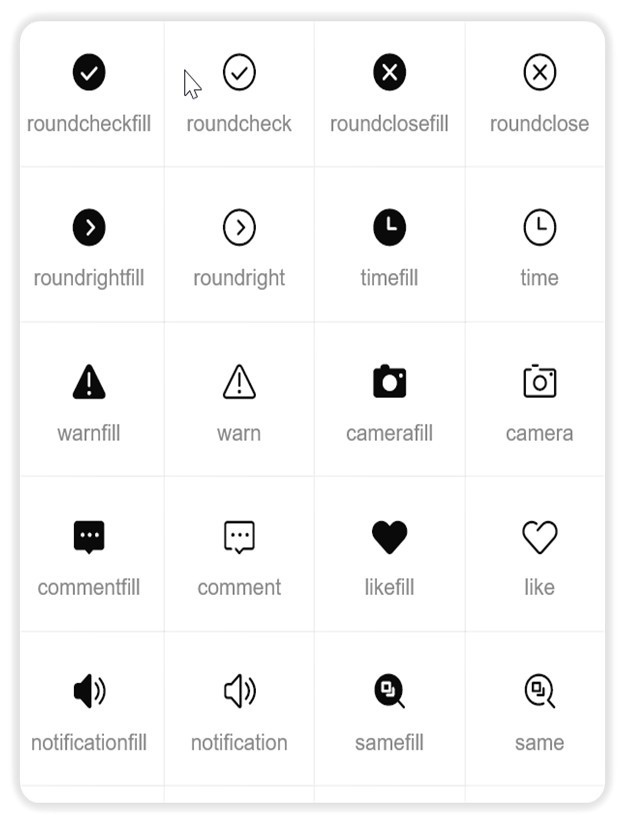 roundcheckfill roundcheck roundclosefill roundclose
roundrightfill roundright timefill time
warnfill warn camerafill camera
commentfill comment likefill like
notificationfill notification samefill same